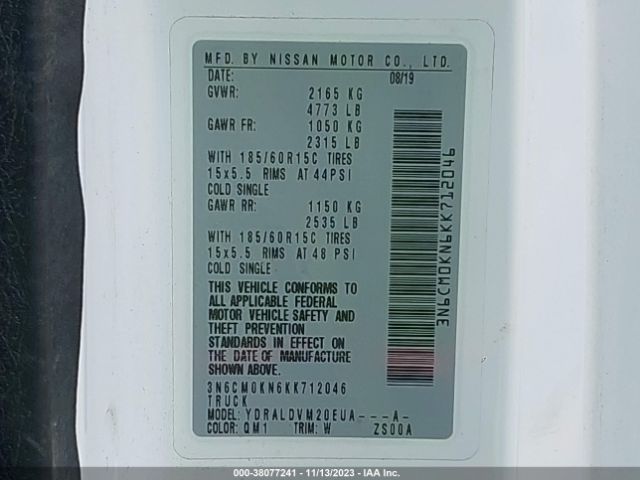 MFD. BY NISSAN MOTOR CO., LTD.
DATE: 08/19
GVWR: 2165 KG
4773 LB
GAWR FR: 1050 KG
2315 LB
WITH 185/60R15C TIRES
15x5.5 RIMS AT 44PSI
COLD SINGLE
GAWR RR: 1150 KG
2535 LB
WITH 185/60R15C TIRES
15x5.5 RIMS AT 48 PSI
COLD SINGLE
THIS VEHICLE CONFORMS TO
ALL APPLICABLE FEDERAL
MOTOR VEHICLE SAFETY AND
THEFT PREVENTION
STANDARDS IN EFFECT ON
THE DATE OF MANUFACTURE
SHOWN ABOVE.
3N6CM0KN6KK712046
TRUCK
MODEL: YDRALDVM20EUA---A-
COLOR: QM1 TRIM: W ZS00A
3N6CM0KN6KK712046
000-38077241 - 11/13/2023 - IAA Inc.